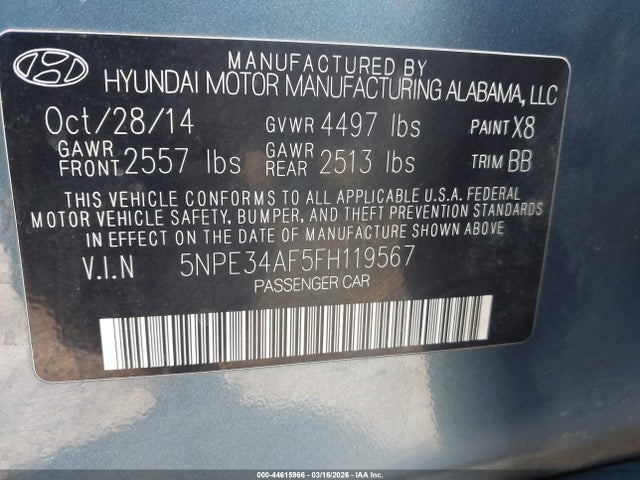 MANUFACTURED BY
HYUNDAI MOTOR MANUFACTURING ALABAMA, LLC
Oct/28/14 GVWR 4497 lbs PAINT X8
GAWR FRONT 2557 lbs GAWR REAR 2513 lbs TRIM BB
THIS VEHICLE CONFORMS TO ALL APPLICABLE U.S.A. FEDERAL
MOTOR VEHICLE SAFETY, BUMPER, AND THEFT PREVENTION STANDARDS
IN EFFECT ON THE DATE OF MANUFACTURE SHOWN ABOVE
V.I.N 5NPE34AF5FH119567
PASSENGER CAR
000-44615966 - 03/16/2026 - IAAI.COM